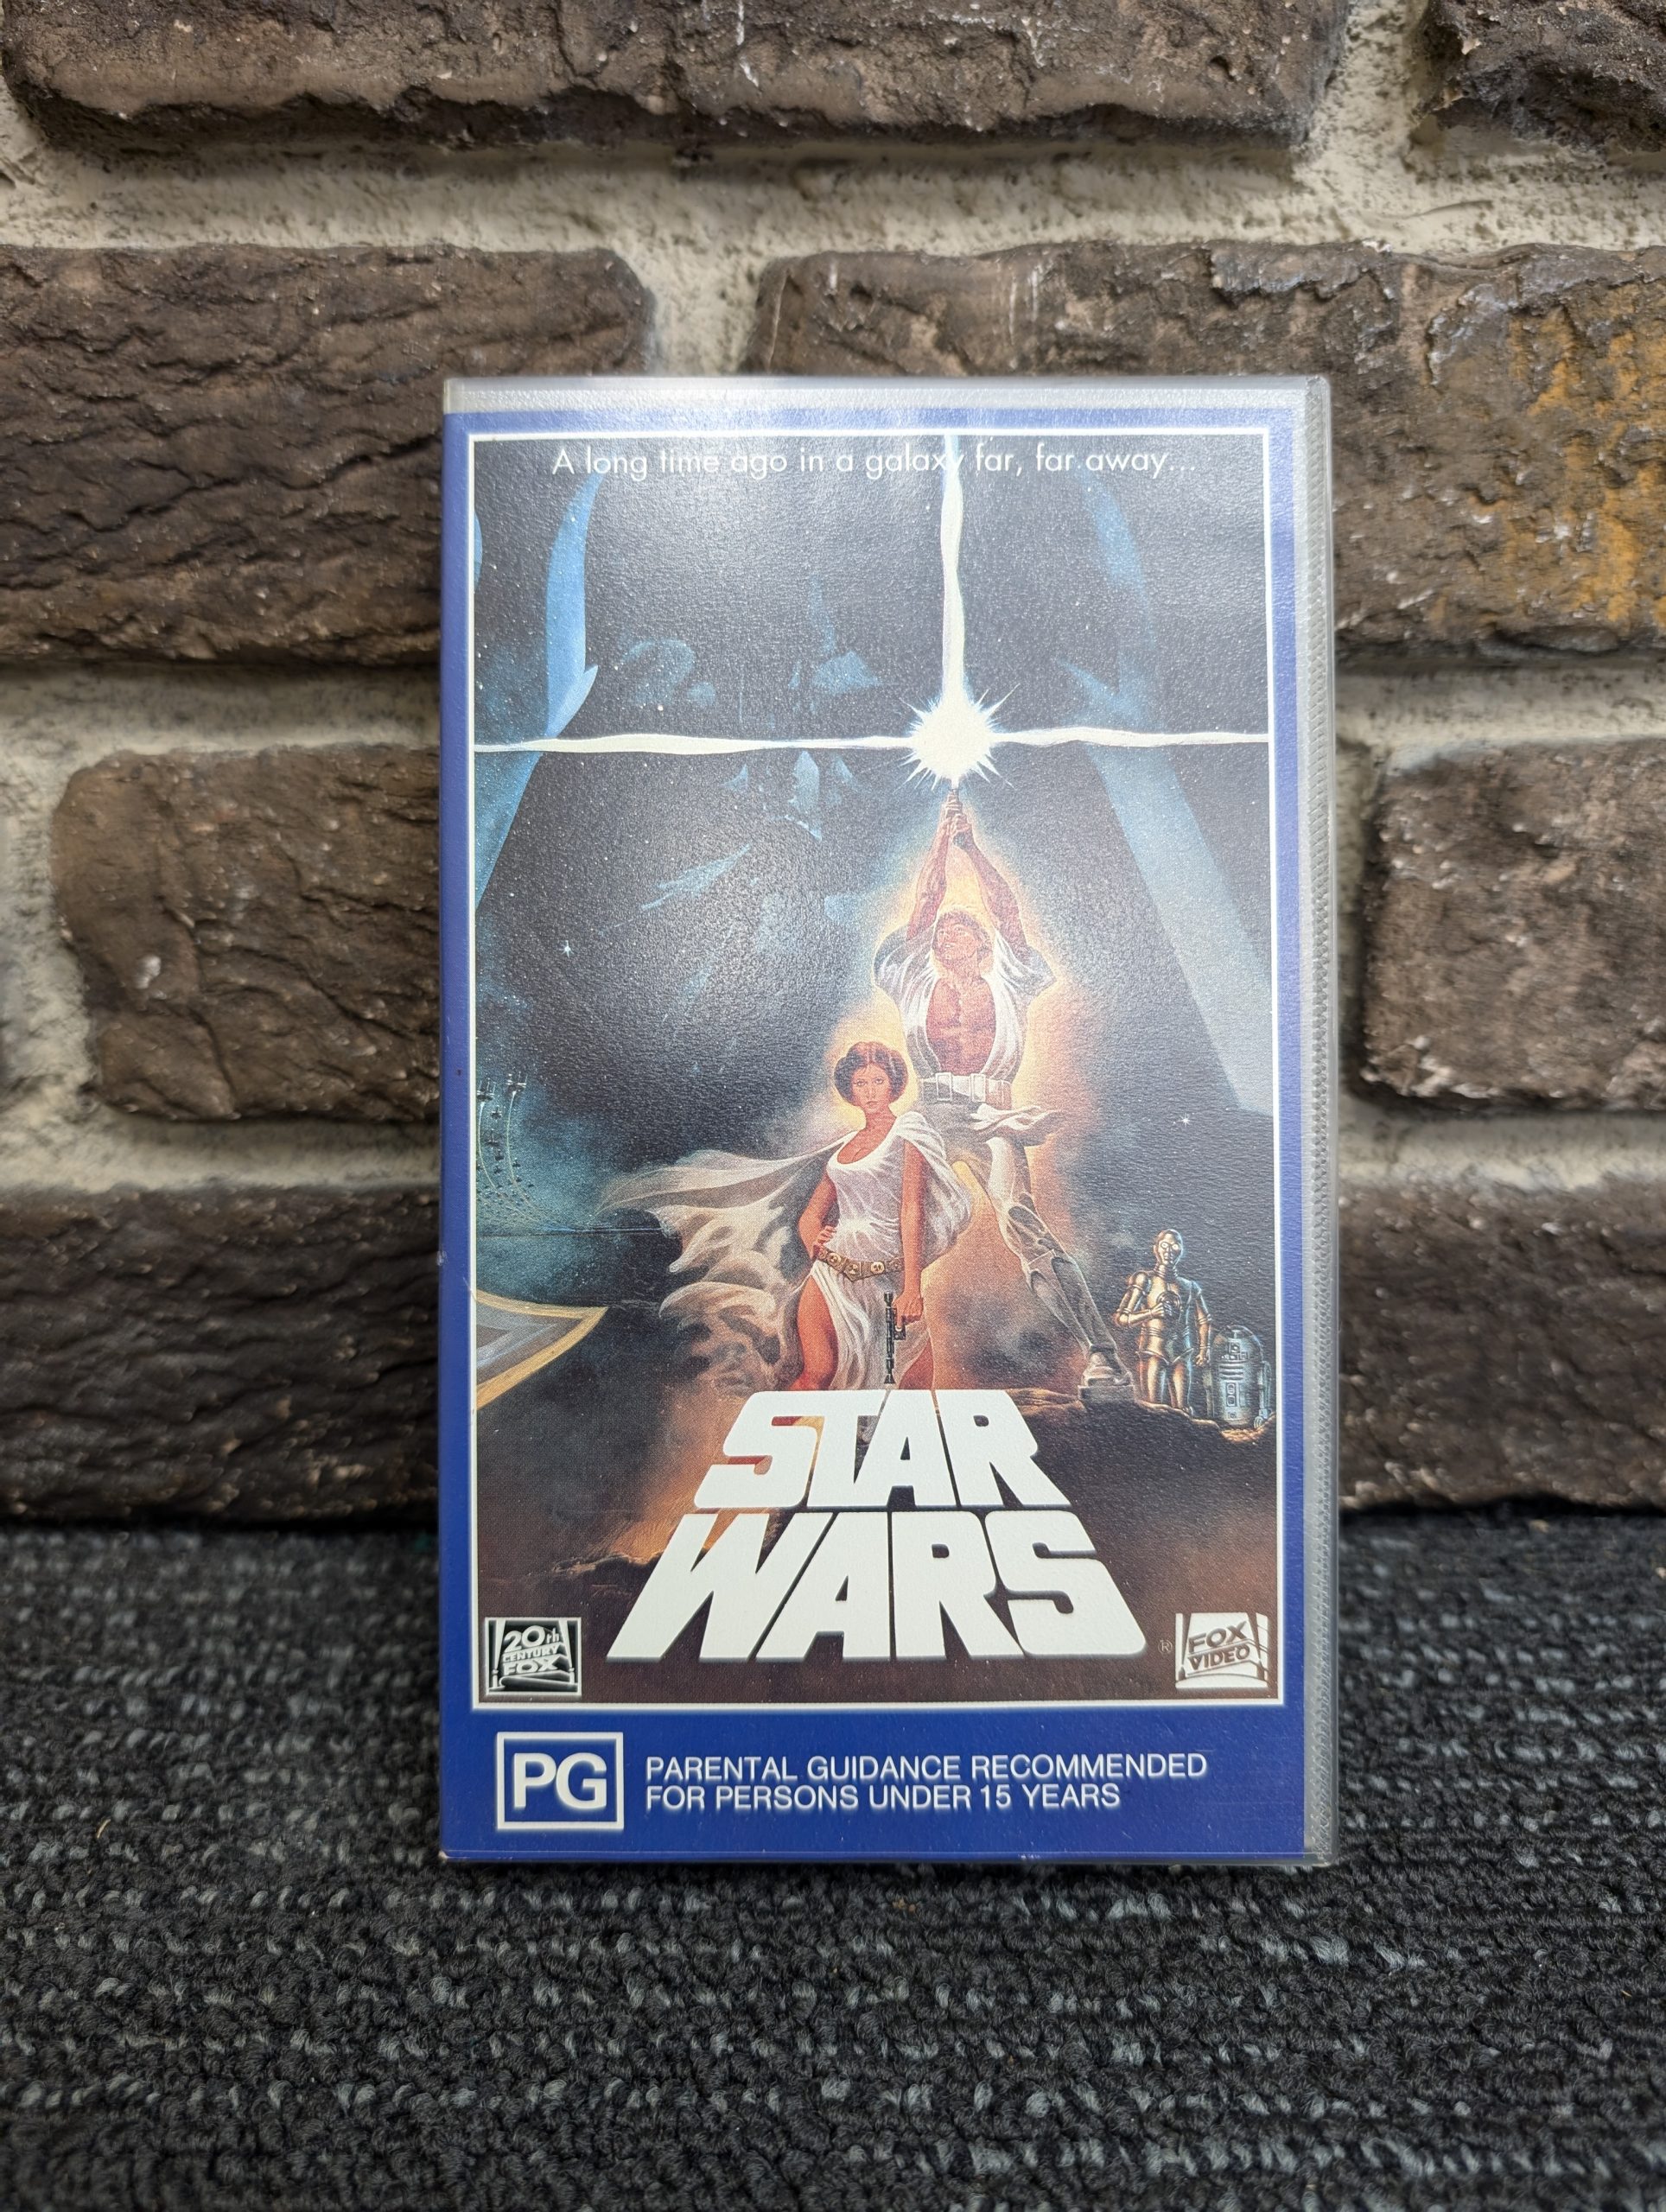 A long time ago in a galaxy far, far away...
STAR
WARS
®
20th
CENTURY
FOX
FOX
VIDEO
PG
PARENTAL GUIDANCE RECOMMENDED
FOR PERSONS UNDER 15 YEARS